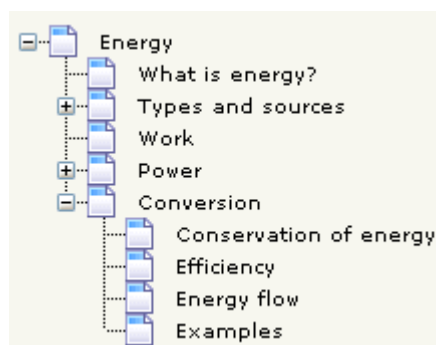 Energy
What is energy?
Types and sources
Work
Power
Conversion
Conservation of energy
Efficiency
Energy flow
Examples